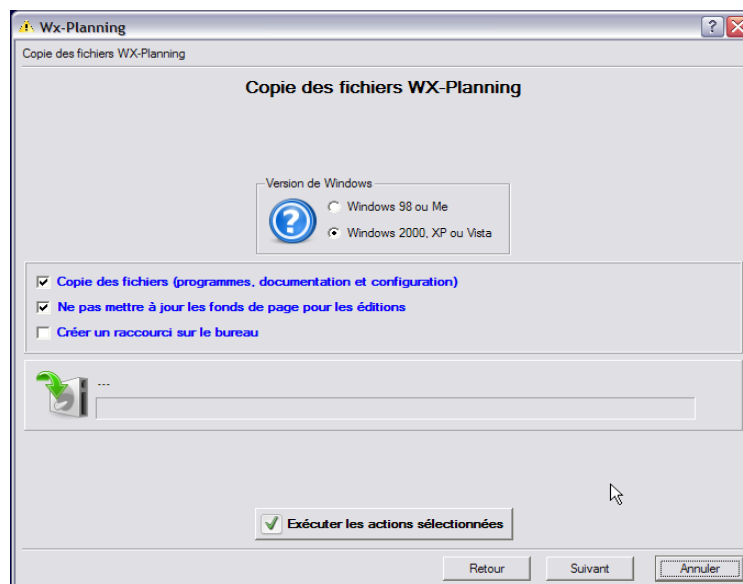 Wx-Planning
Copie des fichiers WX-Planning
Copie des fichiers WX-Planning
Version de Windows
Windows 98 ou Me
Windows 2000, XP ou Vista
Copie des fichiers (programmes, documentation et configuration)
Ne pas mettre à jour les fonds de page pour les éditions
Créer un raccourci sur le bureau
---
Exécuter les actions sélectionnées
Retour Suivant Annuler